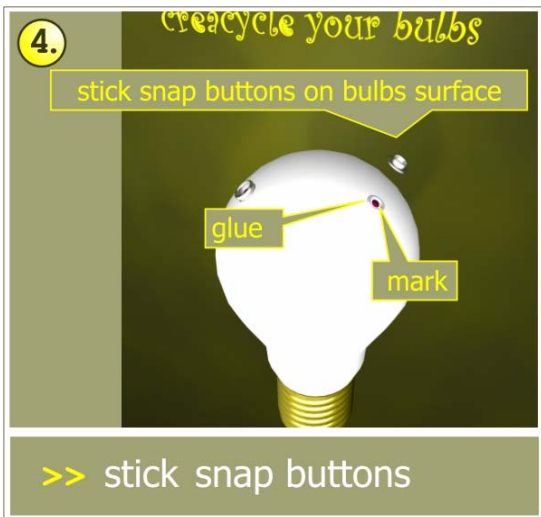 creacycle your bulbs
4.
stick snap buttons on bulbs surface
glue
mark
>> stick snap buttons